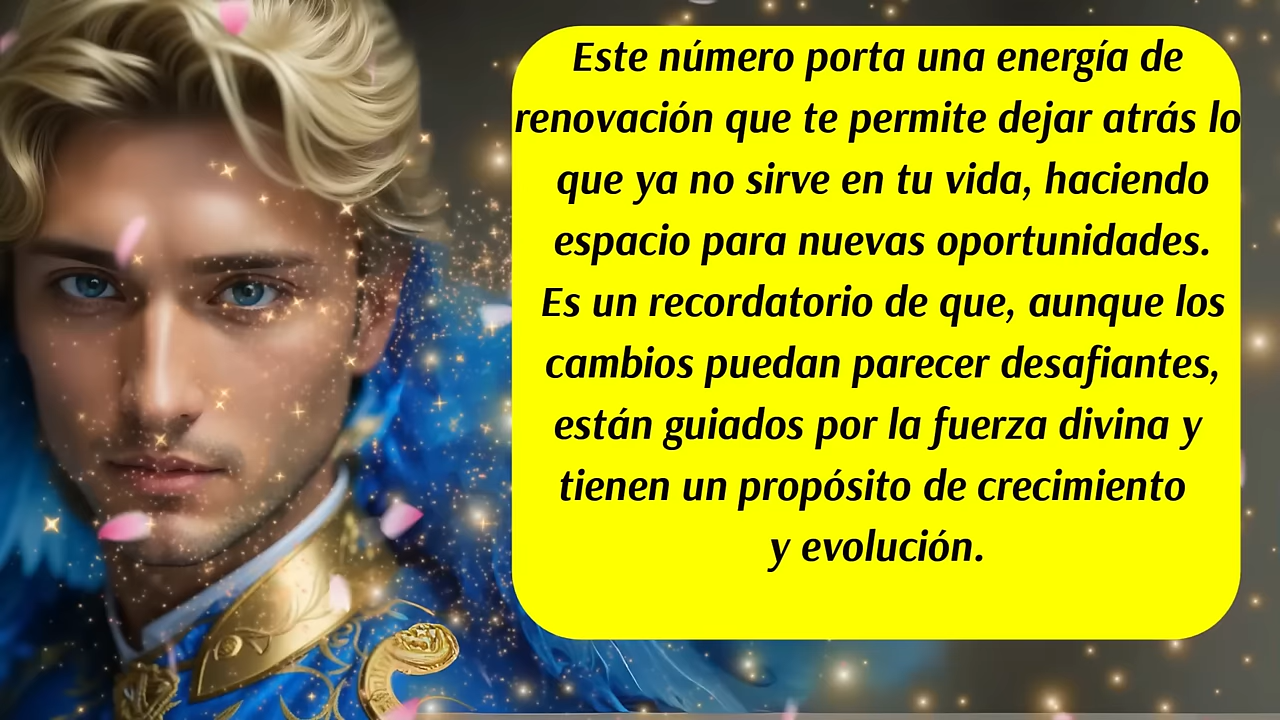 Este número porta una energía de
renovación que te permite dejar atrás lo
que ya no sirve en tu vida, haciendo
espacio para nuevas oportunidades.
Es un recordatorio de que, aunque los
cambios puedan parecer desafiantes,
están guiados por la fuerza divina y
tienen un propósito de crecimiento
y evolución.